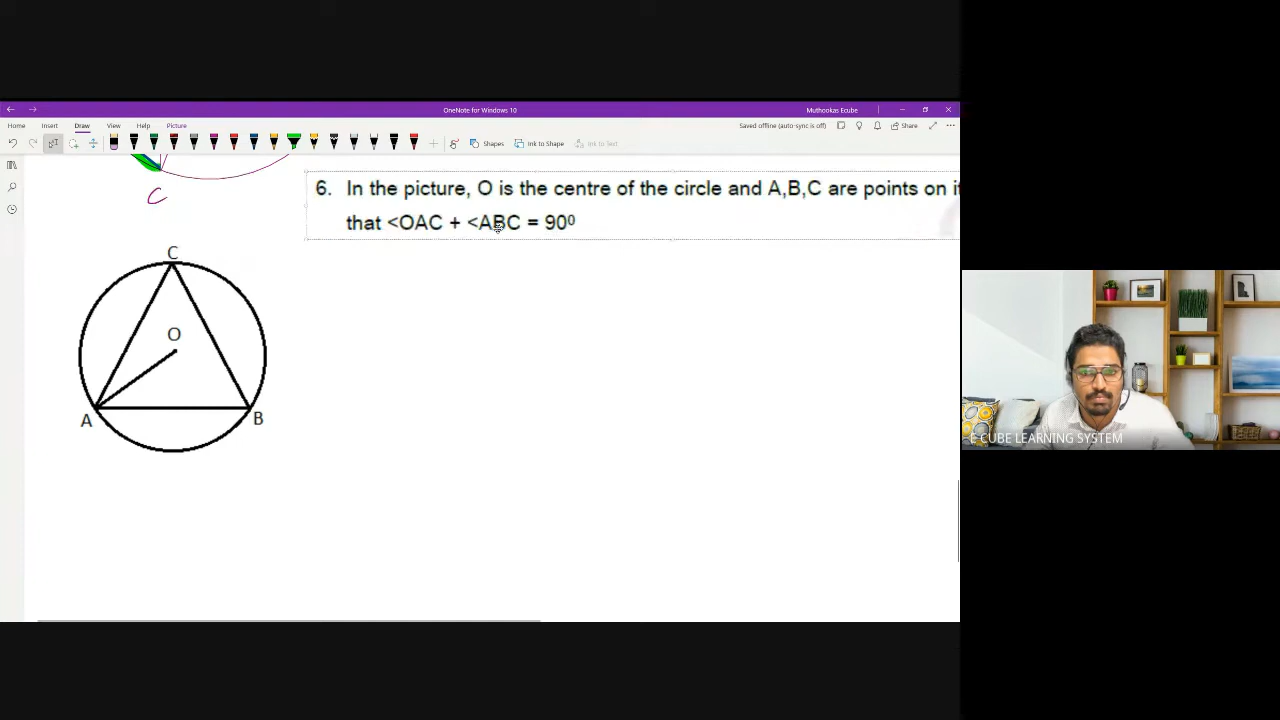 OneNote for Windows 10
Muthookas Ecube
Home Insert Draw View Help Picture
Saved offline (auto-sync is off) Share
Shapes Ink to Shape Ink to Text
C
6. In the picture, O is the centre of the circle and A,B,C are points on it
that <OAC + <ABC = 90⁰
C
O
A
B
E CUBE LEARNING SYSTEM